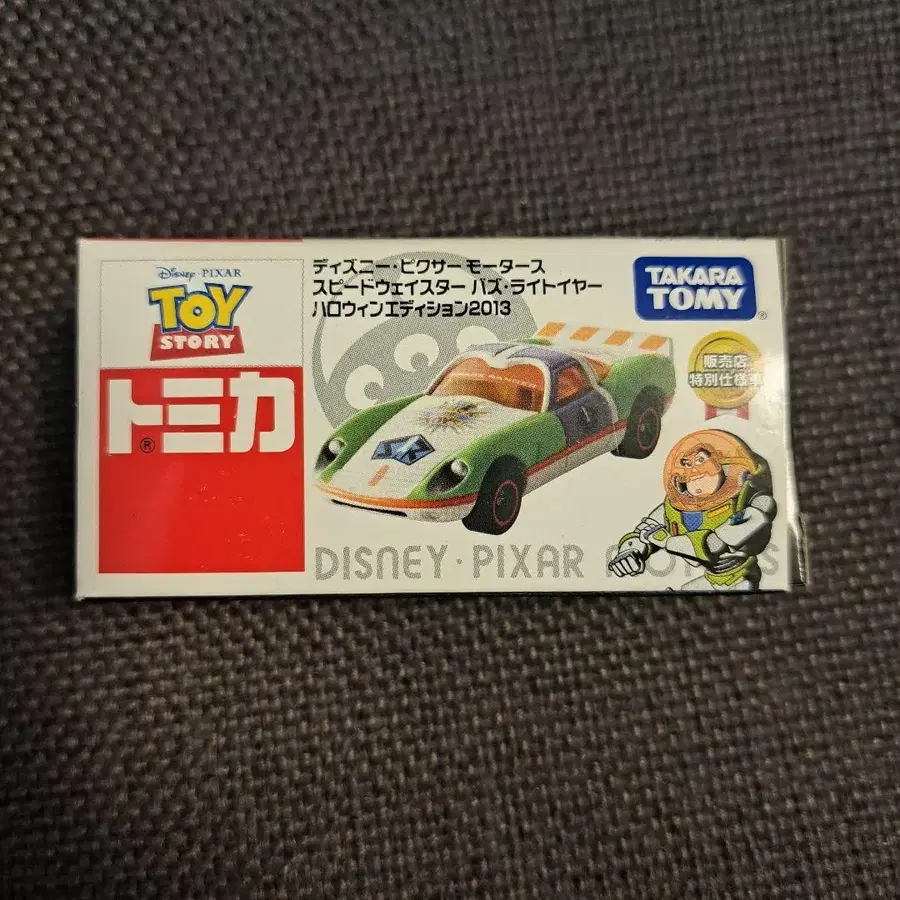 Disney · PIXAR
TOY
STORY
トミカ
®
ディズニー・ピクサー モータース
スピードウェイスター バズ・ライトイヤー
ハロウィンエディション2013
TAKARA
TOMY
®
販売店
特別仕様車
DISNEY · PIXAR